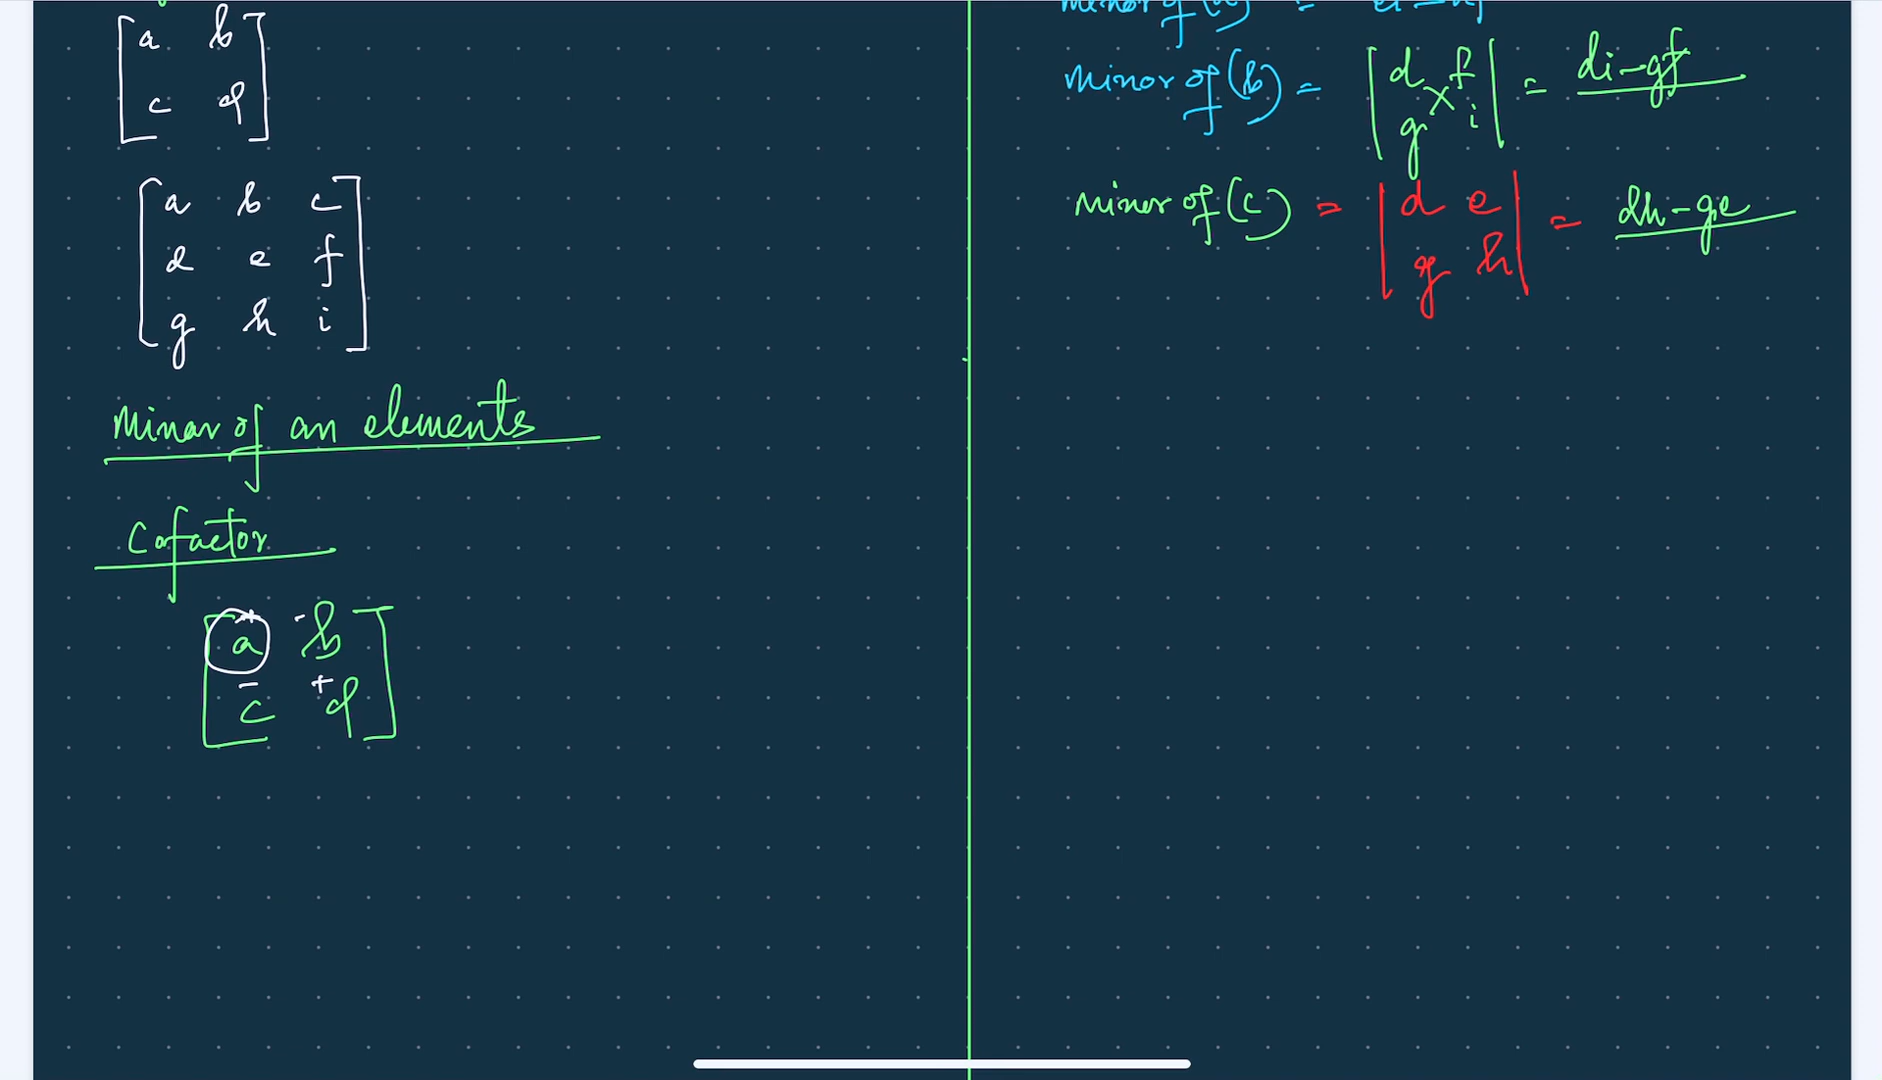 [a b
c d]
[a b c
d e f
g h i]
Minor of an elements
Cofactor
[a b
c d]
+ -
- +
minor of (b) = |d f
g i| = di-gf
minor of (c) = |d e
g h| = dh-ge